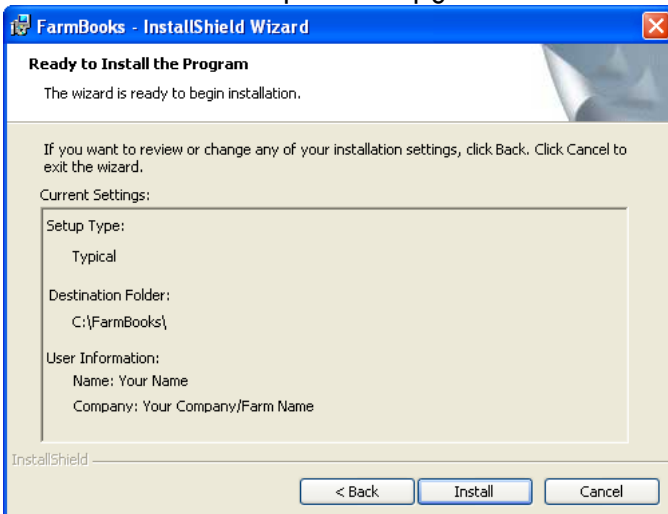 FarmBooks - InstallShield Wizard
Ready to Install the Program
The wizard is ready to begin installation.
If you want to review or change any of your installation settings, click Back. Click Cancel to
exit the wizard.
Current Settings:
Setup Type:
Typical
Destination Folder:
C:\FarmBooks\
User Information:
Name: Your Name
Company: Your Company/Farm Name
InstallShield
< Back
Install
Cancel